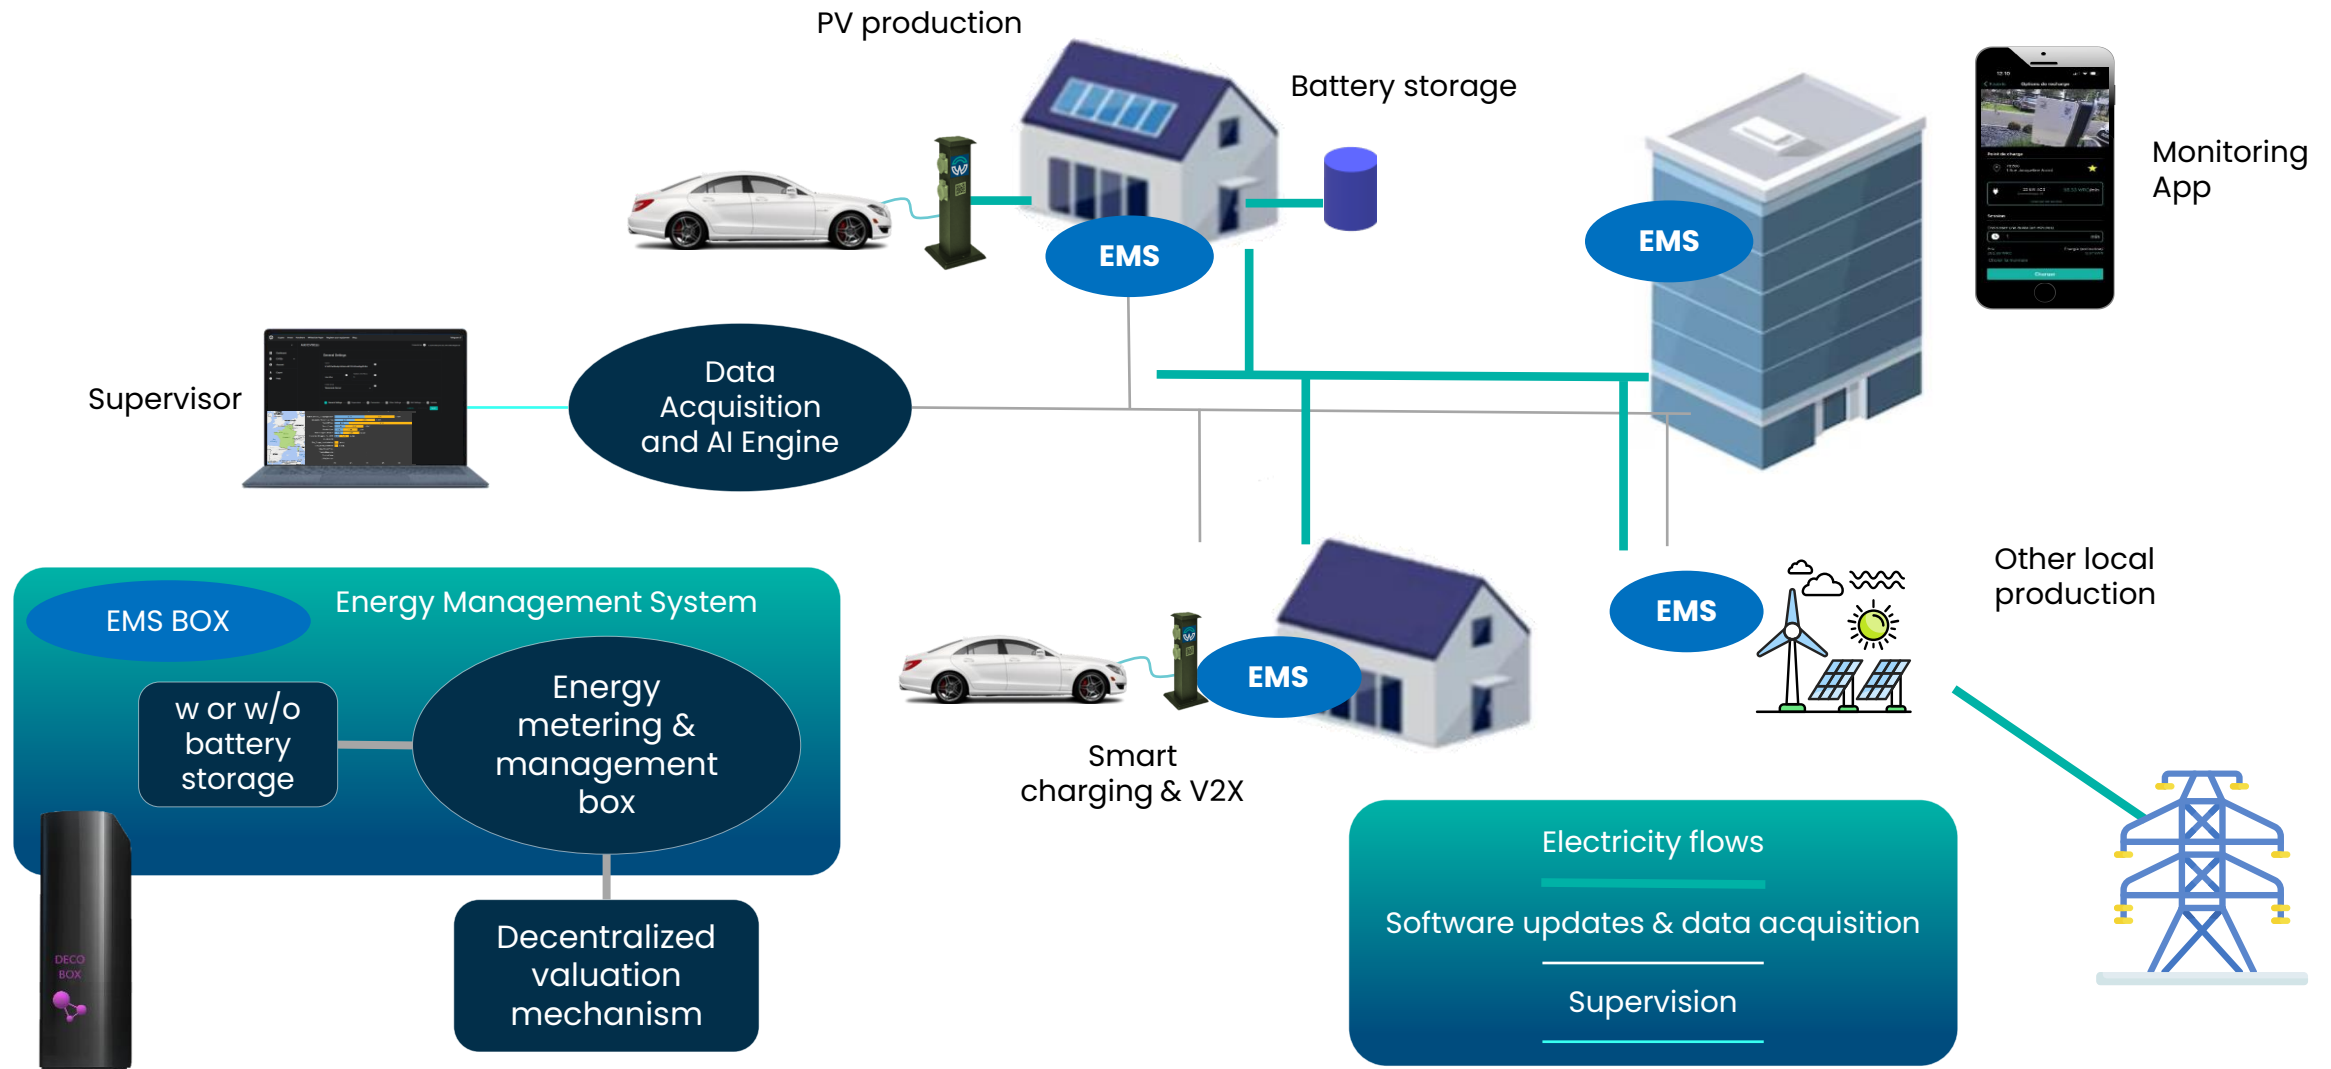 PV production
Battery storage
Monitoring
App
EMS
EMS
Supervisor
Data
Acquisition
and AI Engine
Other local
production
EMS BOX
Energy Management System
EMS
EMS
w or w/o
battery
storage
Energy
metering &
management
box
Smart
charging & V2X
Decentralized
valuation
mechanism
DECO
BOX
Electricity flows
Software updates & data acquisition
Supervision